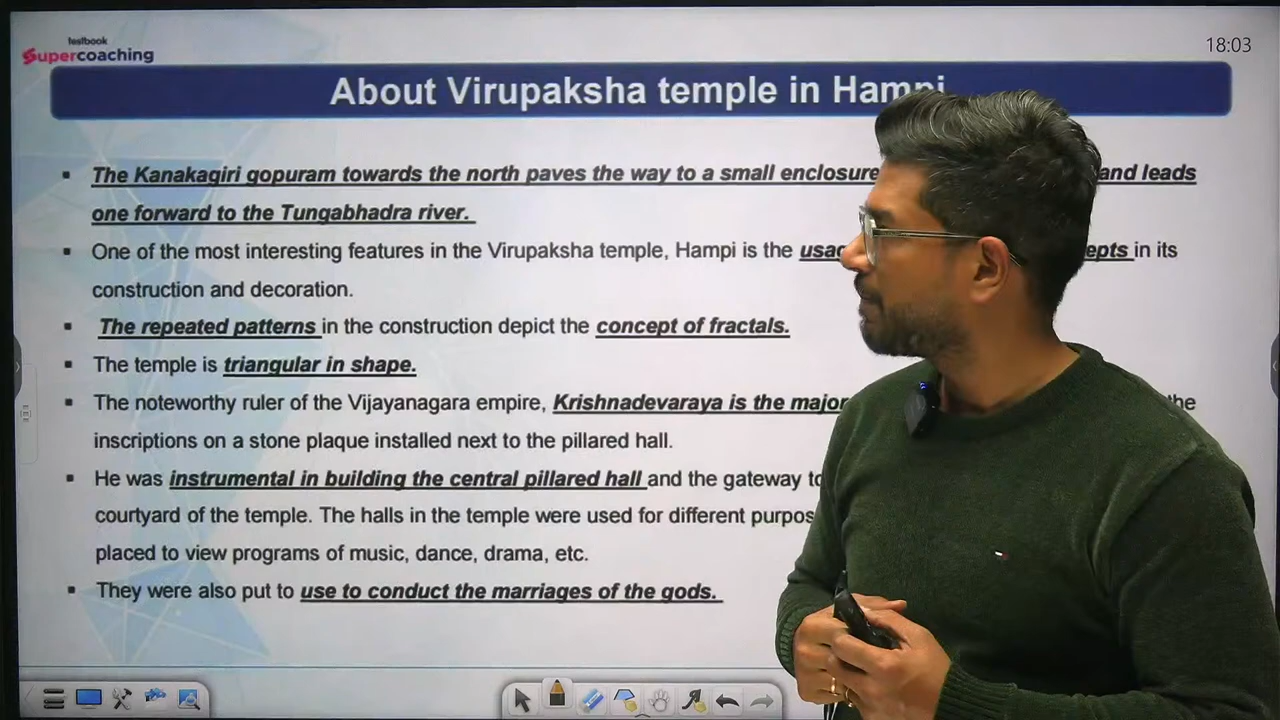 testbook
Supercoaching
18:03
About Virupaksha temple in Hampi
The Kanakagiri gopuram towards the north paves the way to a small enclosure and leads
one forward to the Tungabhadra river.
One of the most interesting features in the Virupaksha temple, Hampi is the in its
construction and decoration.
The repeated patterns in the construction depict the concept of fractals.
The temple is triangular in shape.
The noteworthy ruler of the Vijayanagara empire, Krishnadevaraya is the major the
inscriptions on a stone plaque installed next to the pillared hall.
He was instrumental in building the central pillared hall and the gateway
courtyard of the temple. The halls in the temple were used for different
placed to view programs of music, dance, drama, etc.
They were also put to use to conduct the marriages of the gods.